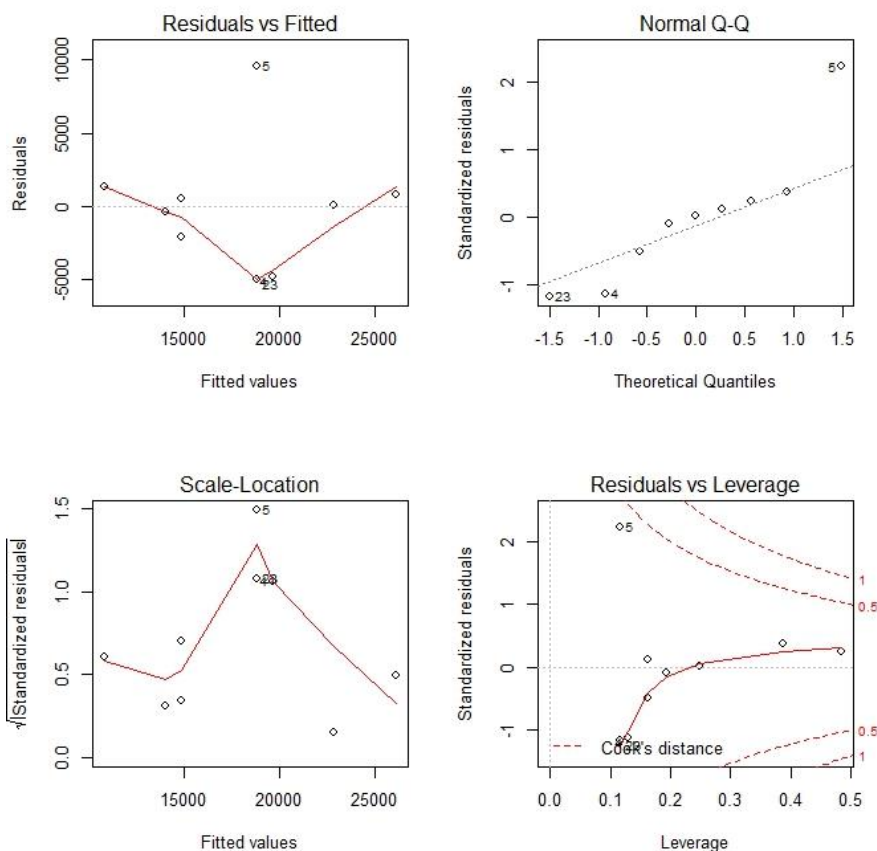 Residuals vs Fitted
10000
5000
0
-5000
Residuals
5
4
23
15000 20000 25000
Fitted values
Normal Q-Q
2
1
0
-1
Standardized residuals
5
23
4
-1.5 -1.0 -0.5 0.0 0.5 1.0 1.5
Theoretical Quantiles
Scale-Location
1.5
1.0
0.5
0.0
√|Standardized residuals|
5
15000 20000 25000
Fitted values
Residuals vs Leverage
2
1
0
-1
Standardized residuals
5
1
0.5
0.5
1
Cook's distance
0.0 0.1 0.2 0.3 0.4 0.5
Leverage